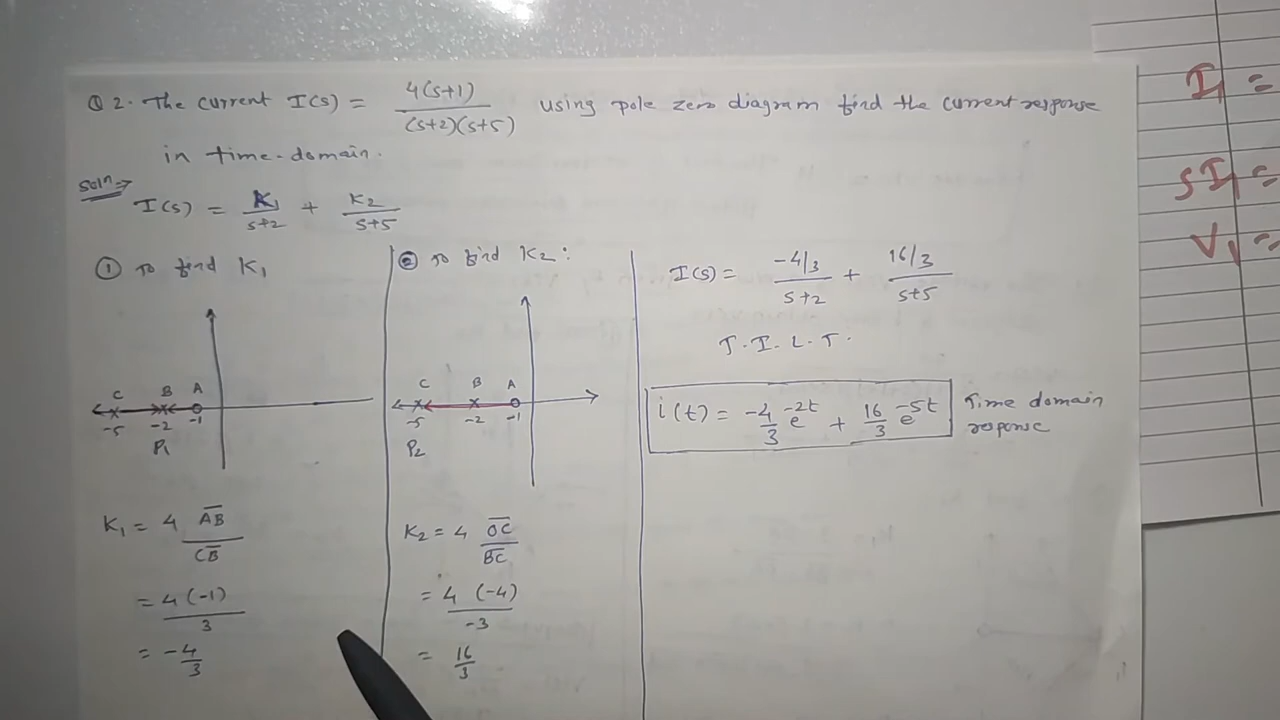 Q2. The current I(s) = 4(s+1) / (s+2)(s+5) using pole zero diagram find the current response
in time-domain.
Soln ⇒
I(s) = K1/s+2 + K2/s+5
① To find K1
C B A
-5 -2 -1
P1
K1 = 4 AB / CB
= 4(-1) / 3
= -4/3
② To find K2:
C B A
-5 -2 -1
P2
K2 = 4 OC / BC
= 4 (-4) / -3
= 16/3
I(s) = -4/3 / s+2 + 16/3 / s+5
T.I.L.T.
i(t) = -4/3 e^-2t + 16/3 e^-5t Time domain
response
I1 =
sI1 =
V1 =